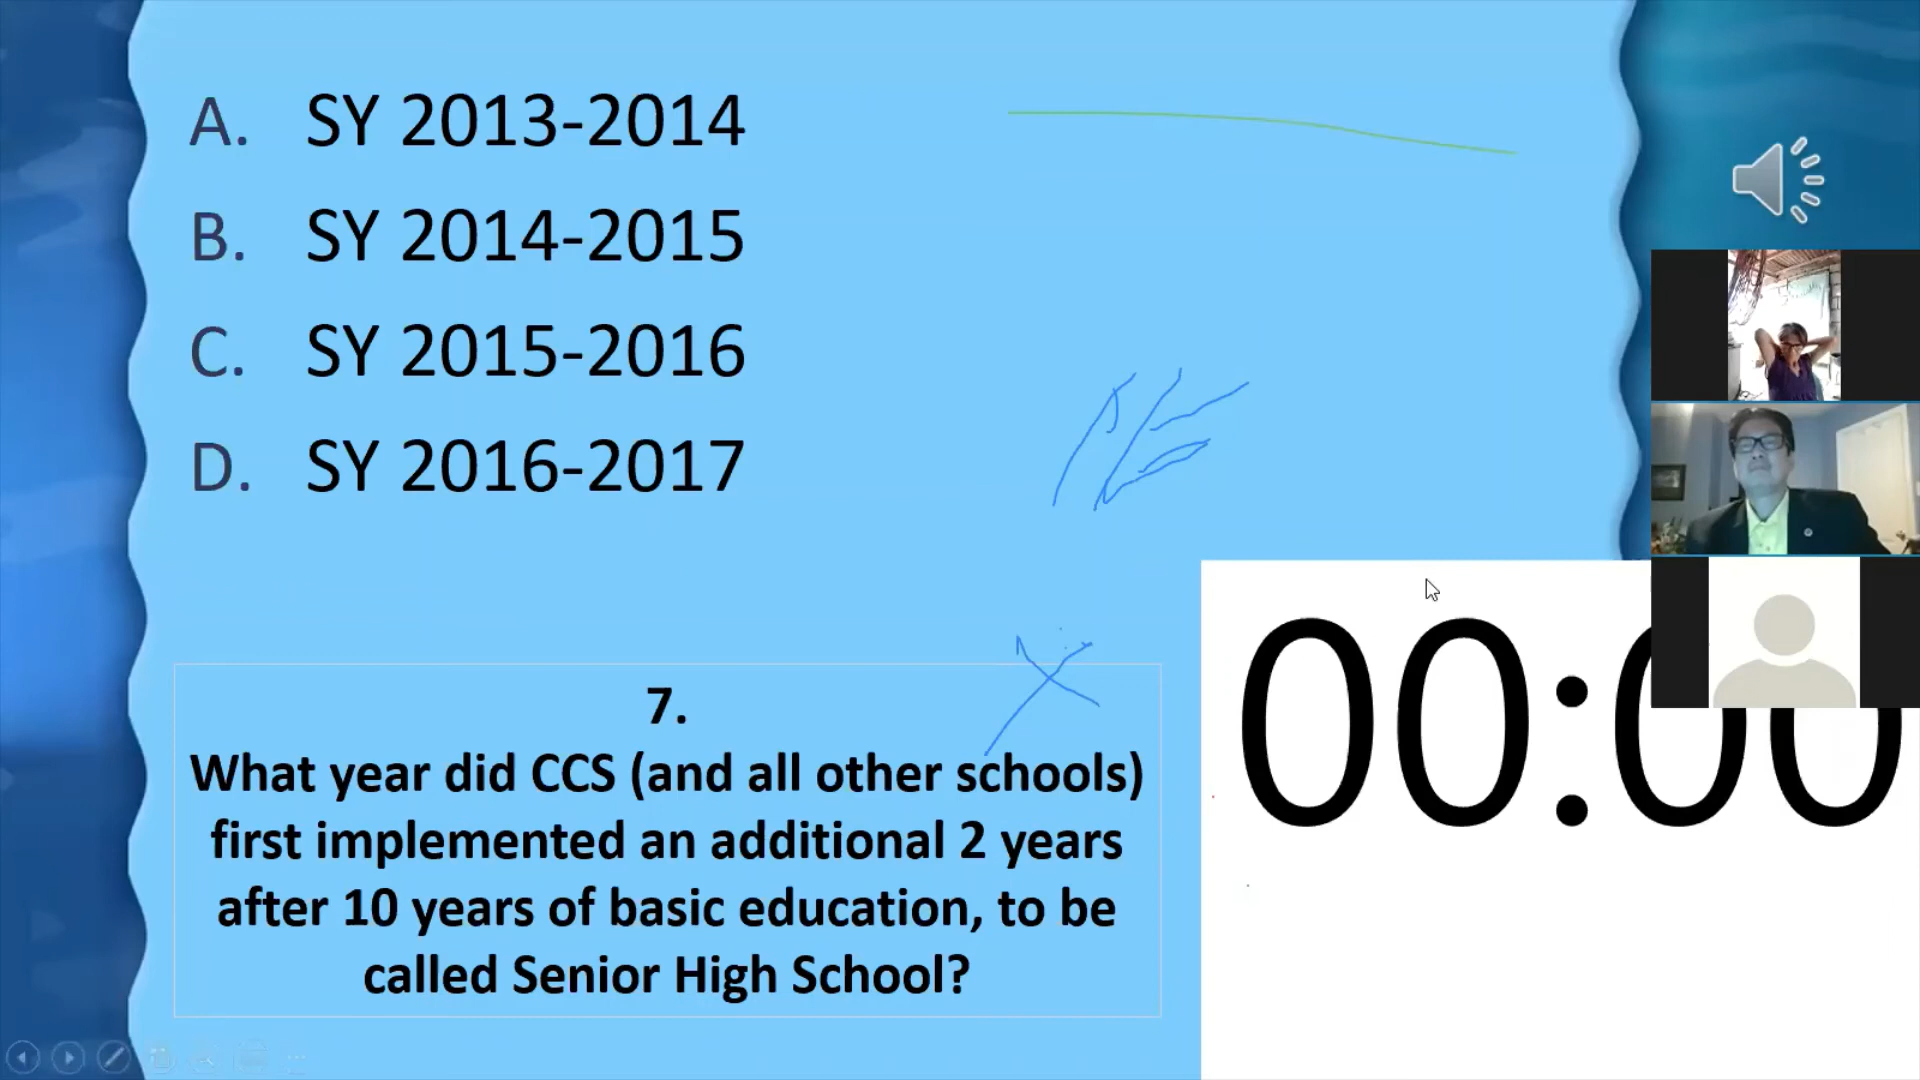 A. SY 2013-2014
B. SY 2014-2015
C. SY 2015-2016
D. SY 2016-2017
7.
What year did CCS (and all other schools)
first implemented an additional 2 years
after 10 years of basic education, to be
called Senior High School?
00:00